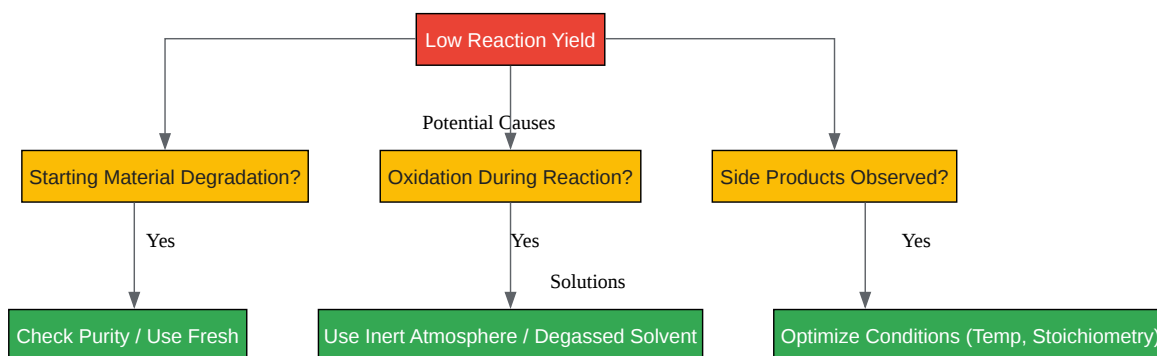 Low Reaction Yield
Potential Causes
Starting Material Degradation?
Oxidation During Reaction?
Side Products Observed?
Yes
Yes
Yes
Solutions
Check Purity / Use Fresh
Use Inert Atmosphere / Degassed Solvent
Optimize Conditions (Temp, Stoichiometry)